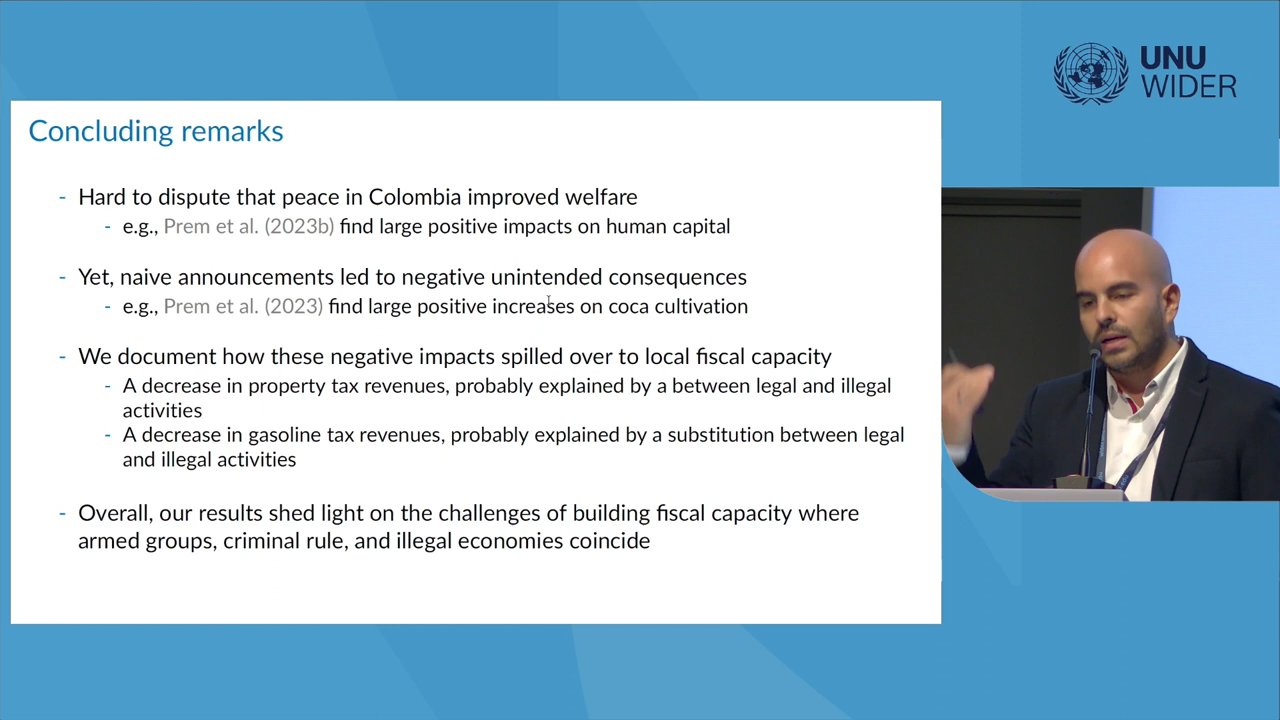 UNU
WIDER
Concluding remarks
- Hard to dispute that peace in Colombia improved welfare
- e.g., Prem et al. (2023b) find large positive impacts on human capital
- Yet, naive announcements led to negative unintended consequences
- e.g., Prem et al. (2023) find large positive increases on coca cultivation
- We document how these negative impacts spilled over to local fiscal capacity
- A decrease in property tax revenues, probably explained by a between legal and illegal
activities
- A decrease in gasoline tax revenues, probably explained by a substitution between legal
and illegal activities
- Overall, our results shed light on the challenges of building fiscal capacity where
armed groups, criminal rule, and illegal economies coincide